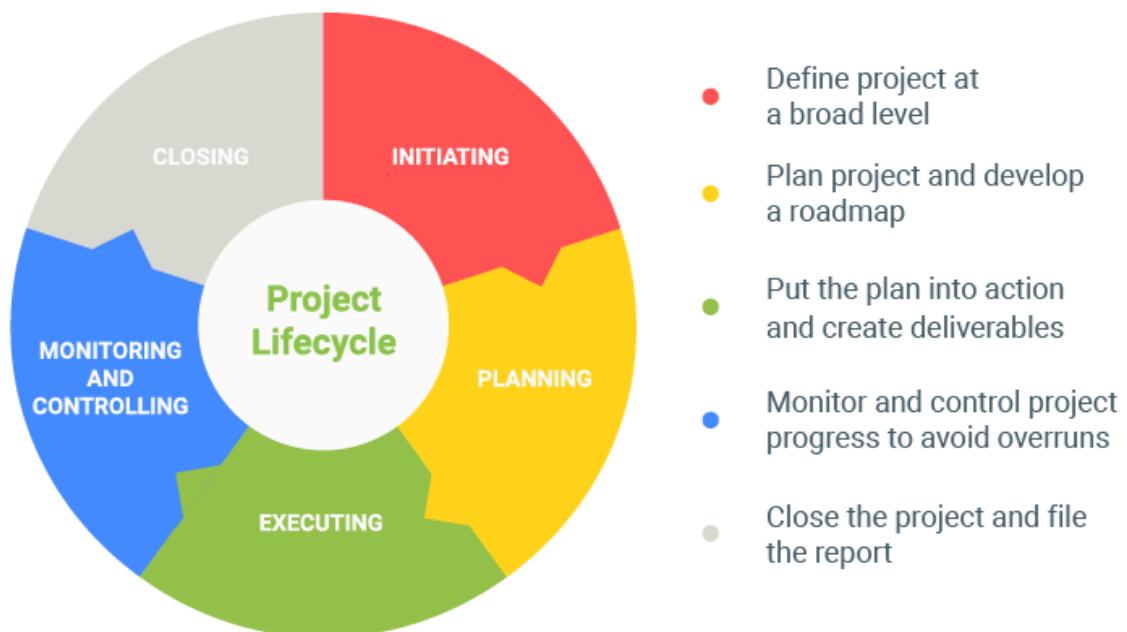 CLOSING
INITIATING
Project
Lifecycle
MONITORING
AND
CONTROLLING
PLANNING
EXECUTING
Define project at
a broad level
Plan project and develop
a roadmap
Put the plan into action
and create deliverables
Monitor and control project
progress to avoid overruns
Close the project and file
the report